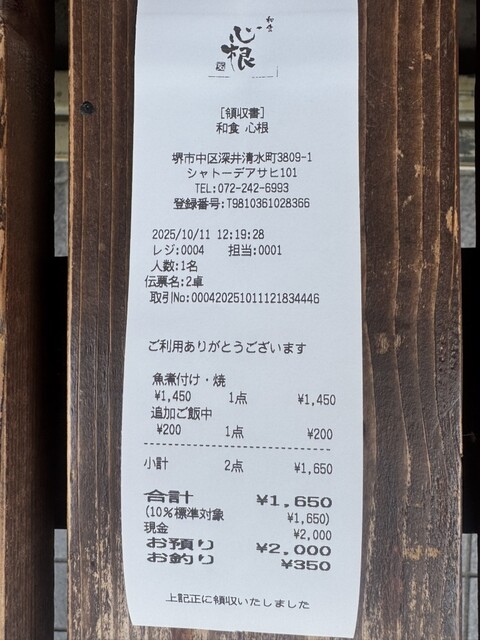 和食
心根
[領収書]
和食 心根
堺市中区深井清水町3809-1
シャトーデアサヒ101
TEL:072-242-6993
登録番号:T9810361028366
2025/10/11 12:19:28
レジ:0004 担当:0001
人数:1名
伝票名:2卓
取引No:000420251011121834446
ご利用ありがとうございます
魚煮付け・焼
¥1,450 1点 ¥1,450
追加ご飯中
¥200 1点 ¥200
小計 2点 ¥1,650
合計 ¥1,650
(10%標準対象 ¥1,650)
現金 ¥2,000
お預り ¥2,000
お釣り ¥350
上記正に領収いたしました